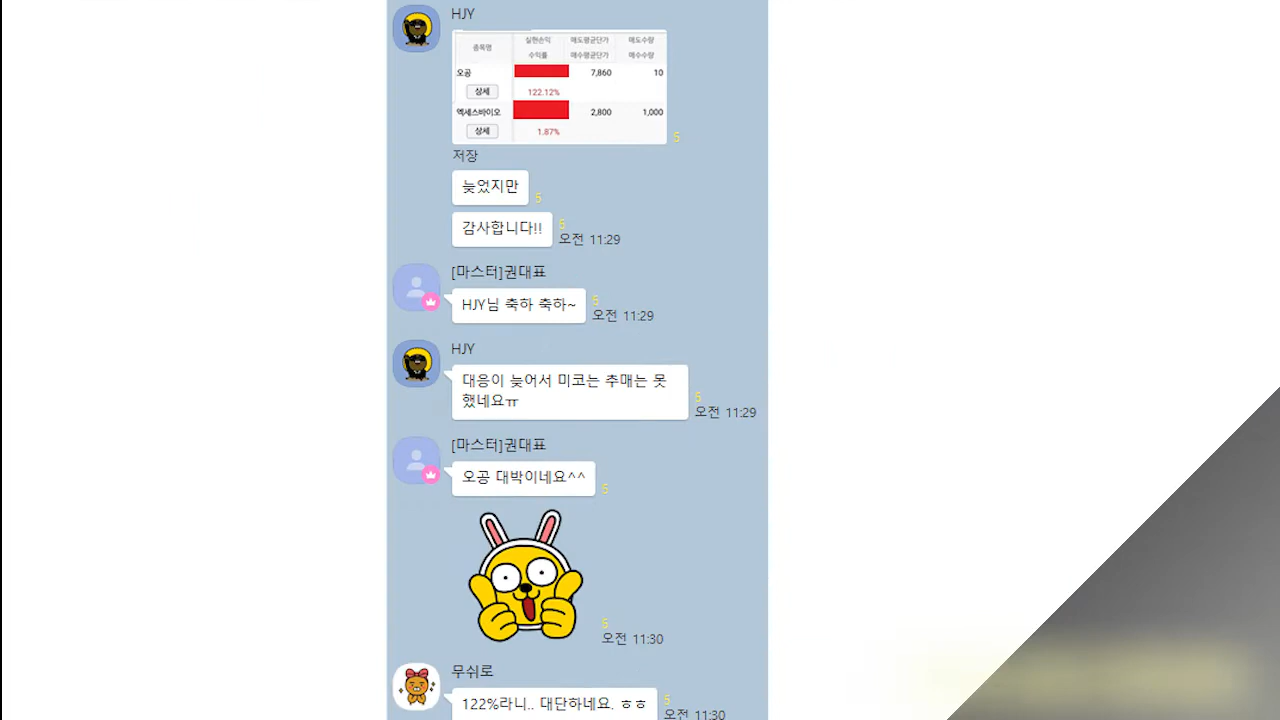 HJY
종목명 실현손익 매도평균단가 매도수량
수익률 매수평균단가 매수수량
오공 7,860 10
상세 122.12%
엑세스바이오 2,800 1,000
상세 1.87%
5
저장
늦었지만
5
감사합니다!!
5
오전 11:29
[마스터]권대표
HJY님 축하 축하~
5
오전 11:29
HJY
대응이 늦어서 미코는 추매는 못
했네요ㅠ
5
오전 11:29
[마스터]권대표
오공 대박이네요^^
5
5
오전 11:30
무쉬로
122%라니.. 대단하네요. ㅎㅎ
5
오전 11:30